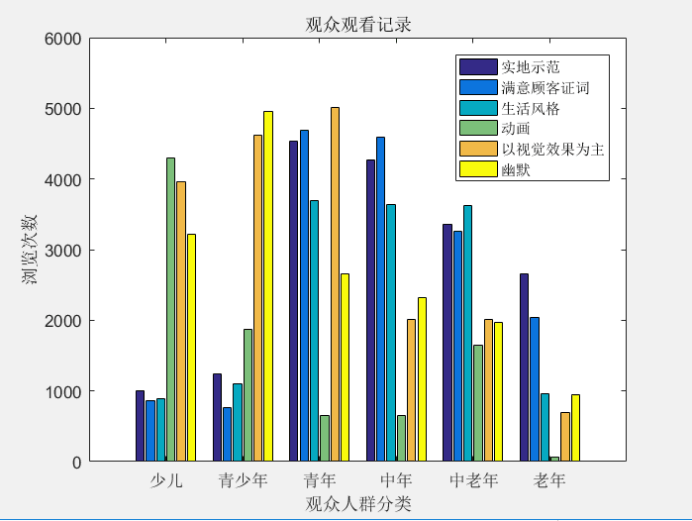 观众观看记录
6000
5000
4000
3000
2000
1000
0
浏览次数
实地示范
满意顾客证词
生活风格
动画
以视觉效果为主
幽默
少儿 青少年 青年 中年 中老年 老年
观众人群分类